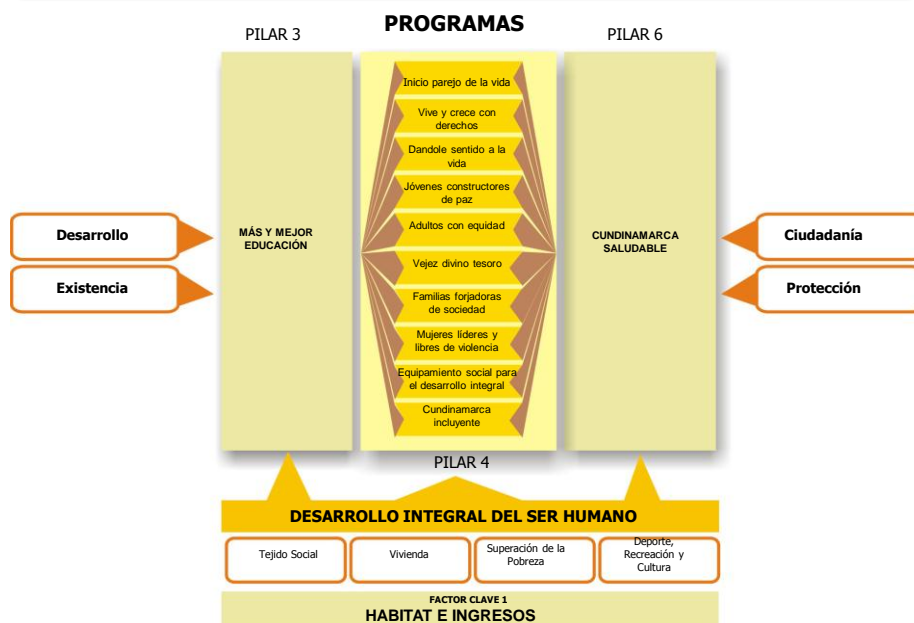 PROGRAMAS
PILAR 3
PILAR 6
Inicio parejo de la vida
Vive y crece con
derechos
Dandole sentido a la
vida
Jóvenes constructores
de paz
Adultos con equidad
Vejez divino tesoro
Familias forjadoras
de sociedad
Mujeres líderes y
libres de violencia
Equipamiento social para
el desarrollo integral
Cundinamarca
incluyente
MÁS Y MEJOR
EDUCACIÓN
CUNDINAMARCA
SALUDABLE
Desarrollo
Existencia
Ciudadanía
Protección
PILAR 4
DESARROLLO INTEGRAL DEL SER HUMANO
Tejido Social
Vivienda
Superación de la
Pobreza
Deporte,
Recreación y
Cultura
FACTOR CLAVE 1
HABITAT E INGRESOS